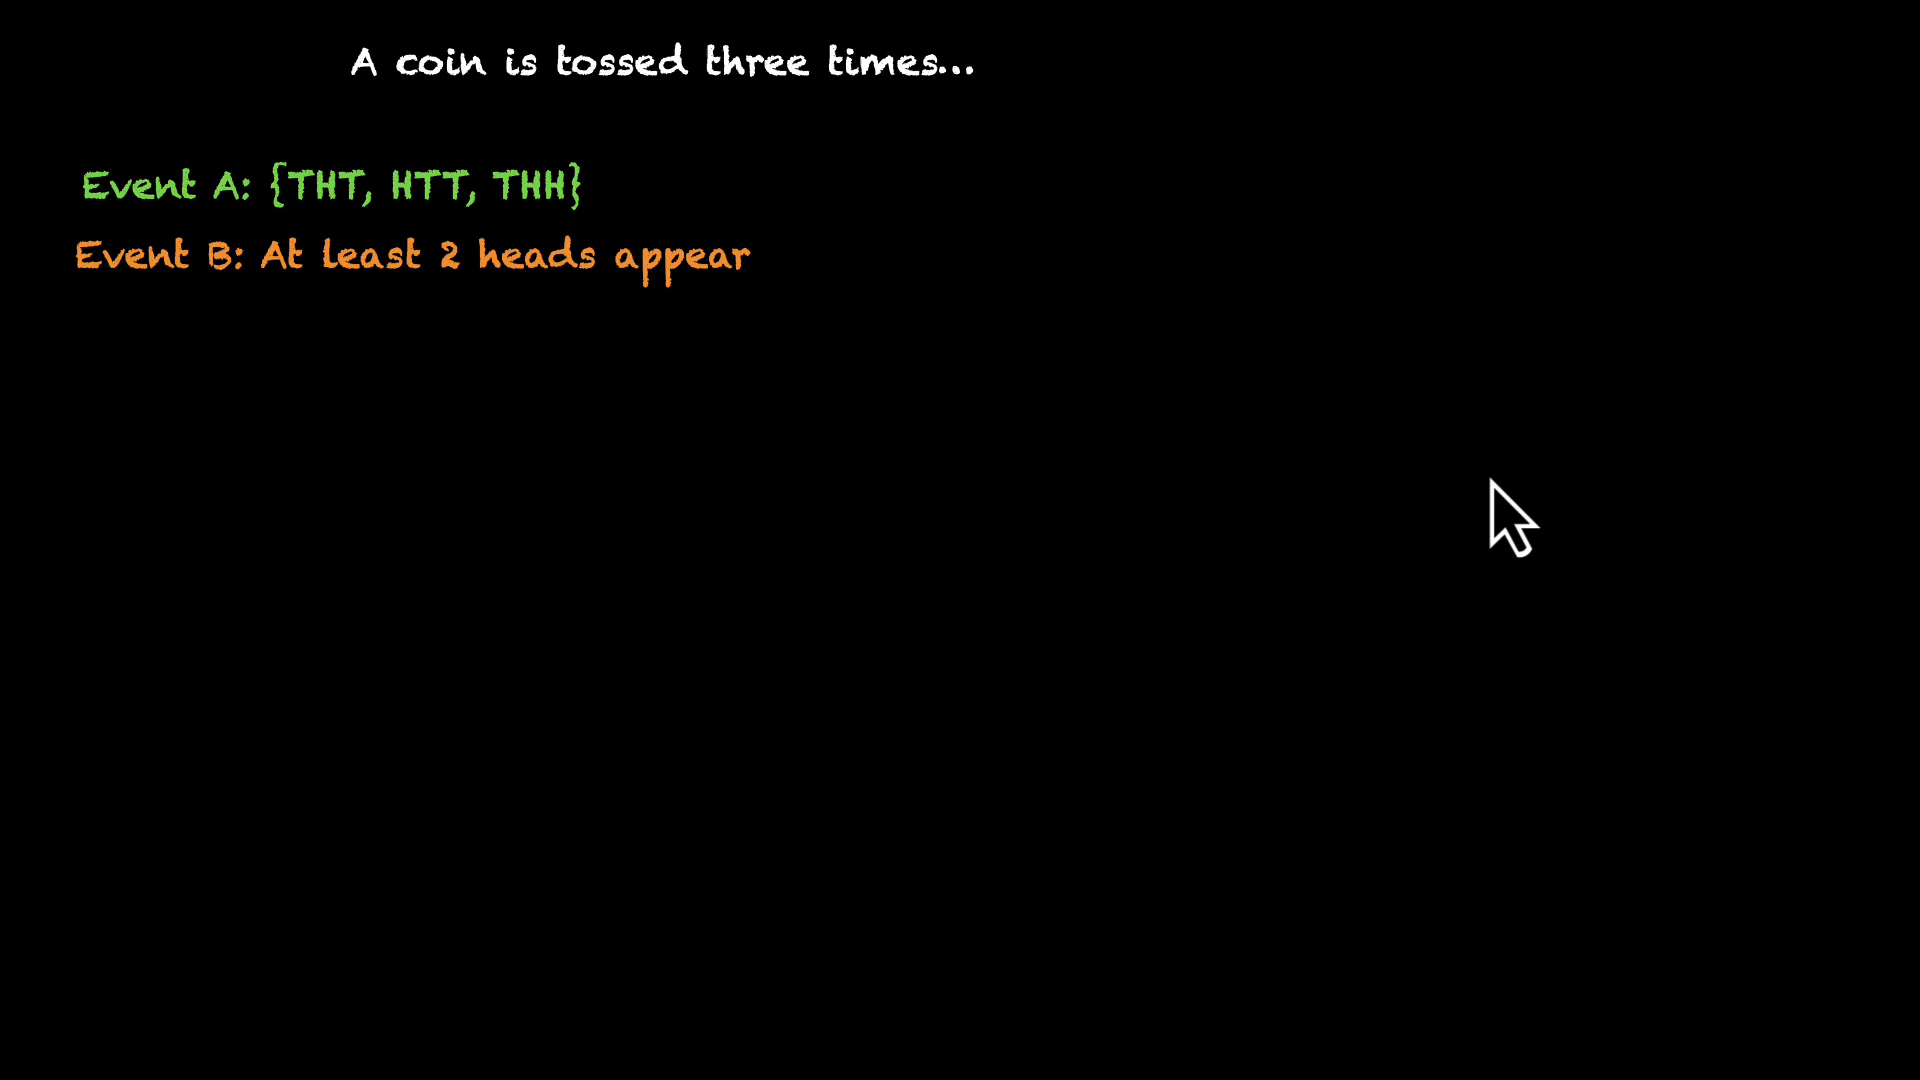 A coin is tossed three times...
Event A: {THT, HTT, THH}
Event B: At least 2 heads appear